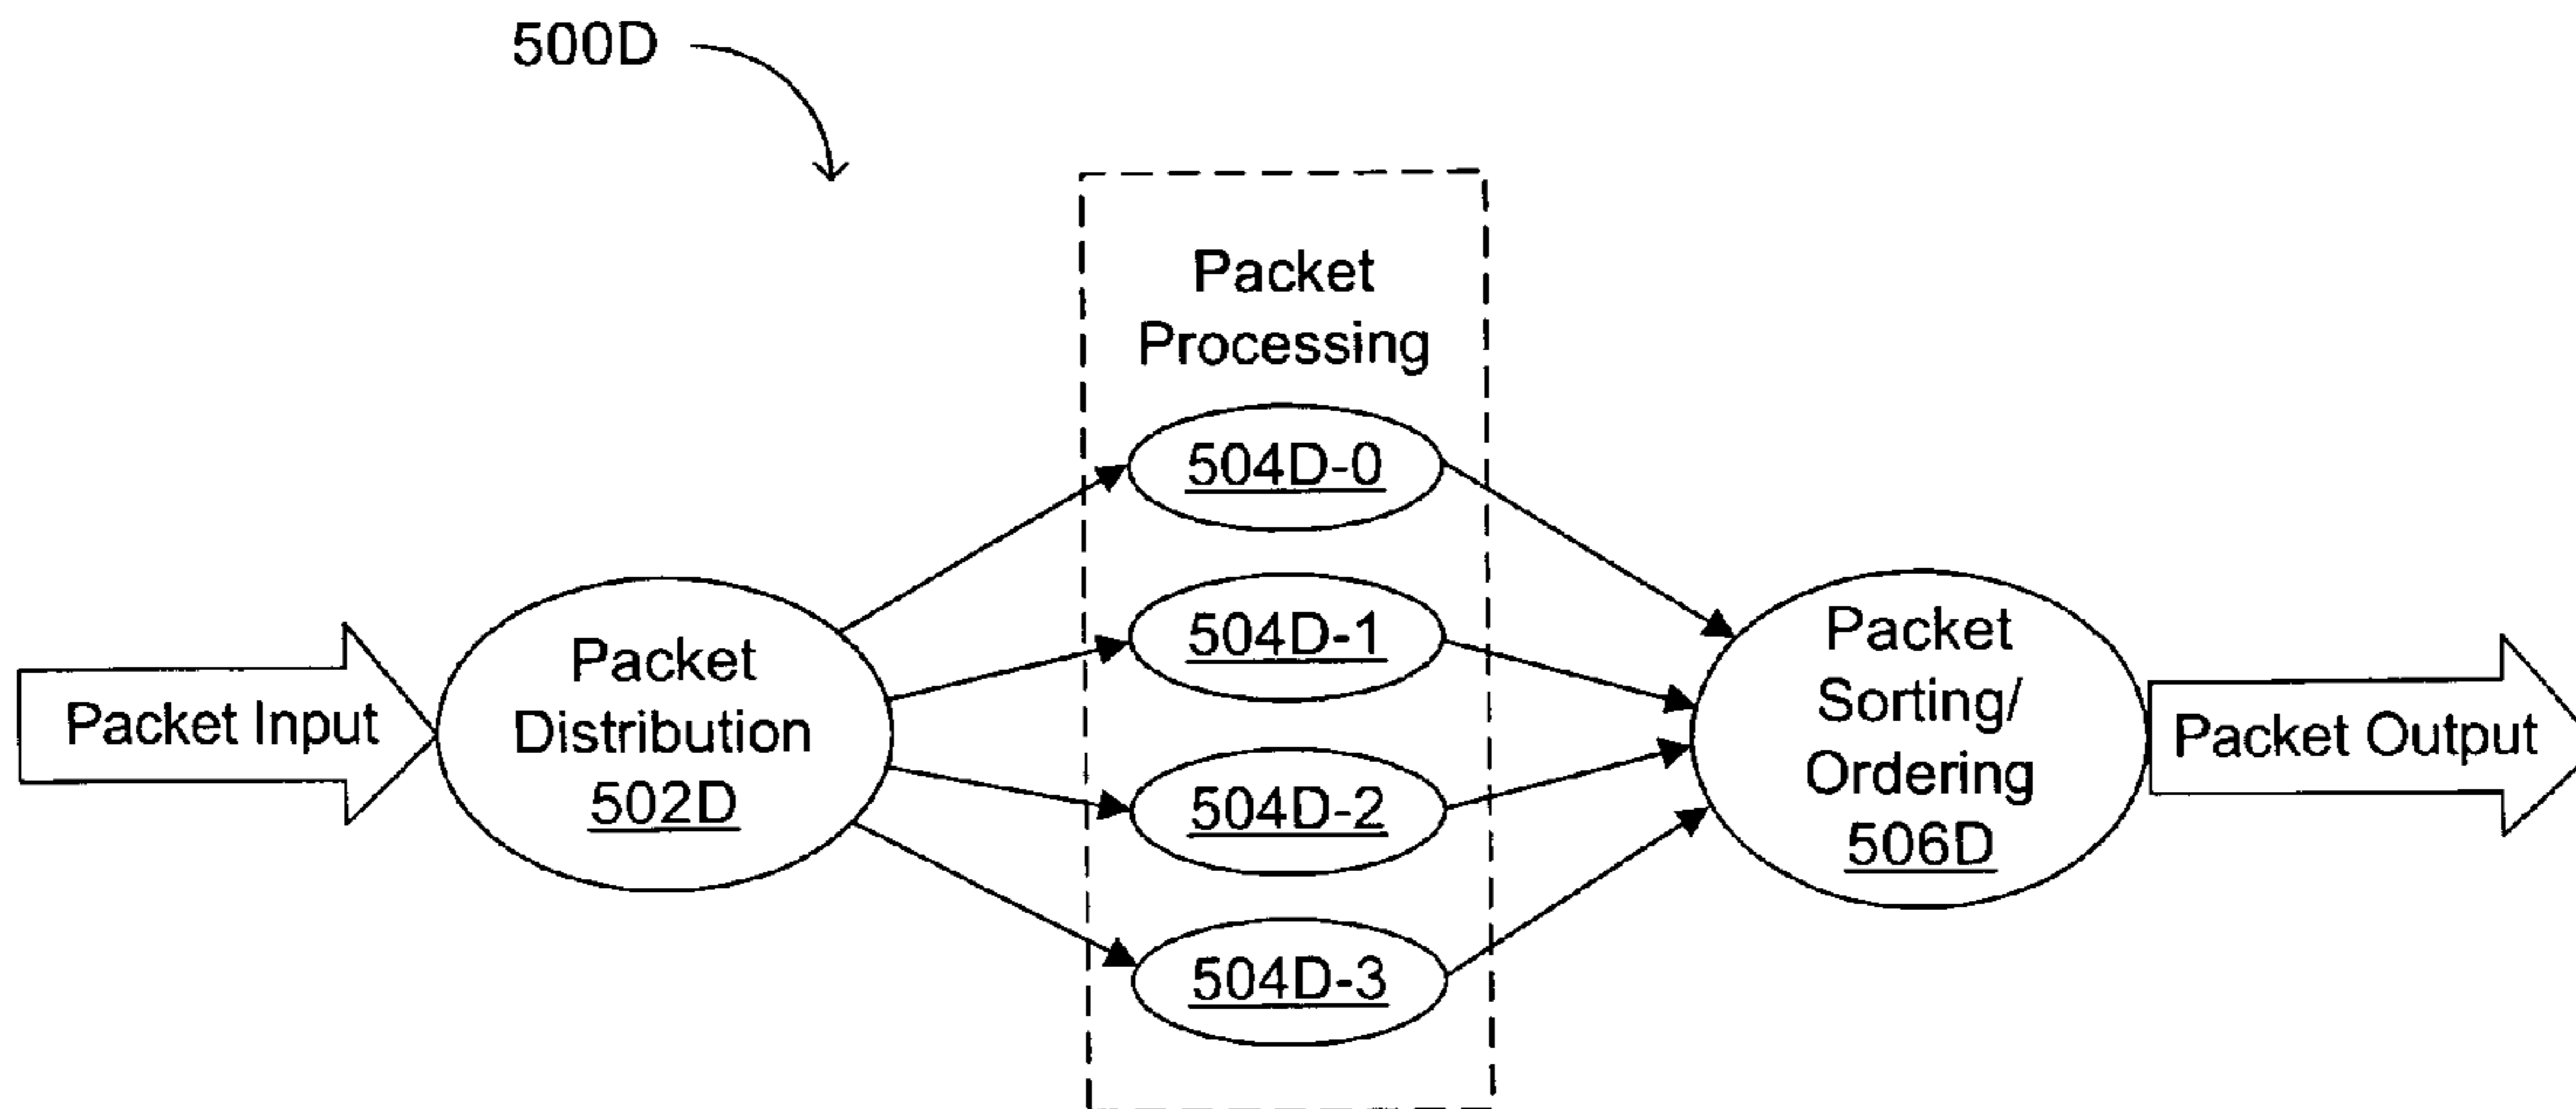 500D
Packet
Processing
504D-0
504D-1
504D-2
504D-3
Packet Input
Packet
Distribution
502D
Packet
Sorting/
Ordering
506D
Packet Output